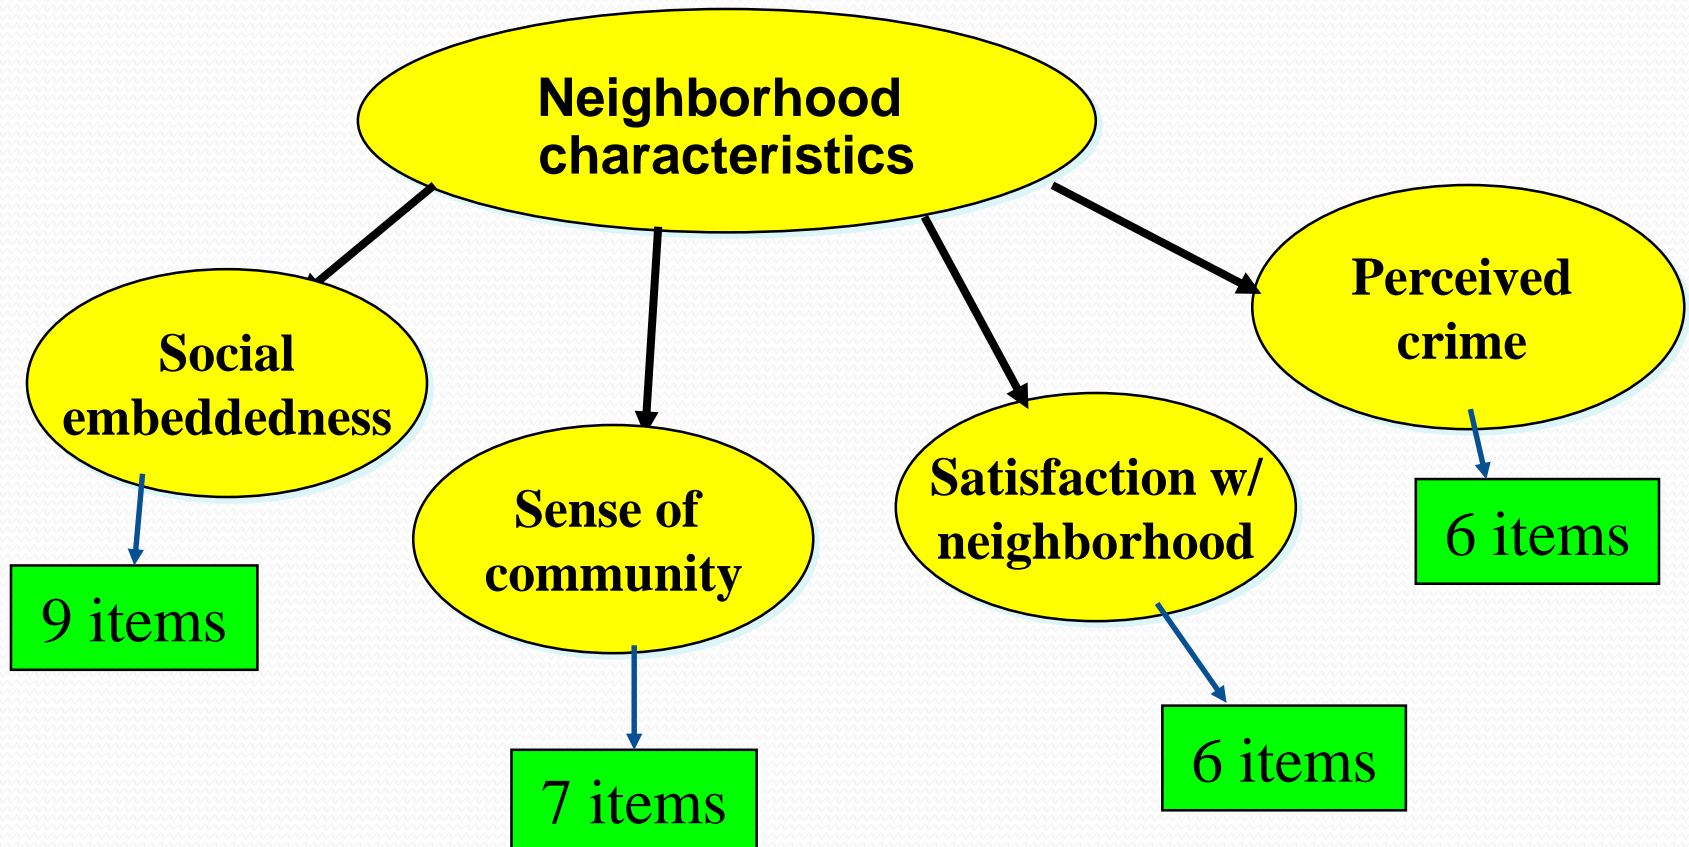 Neighborhood
characteristics
Social
embeddedness
9 items
Sense of
community
7 items
Satisfaction w/
neighborhood
6 items
Perceived
crime
6 items